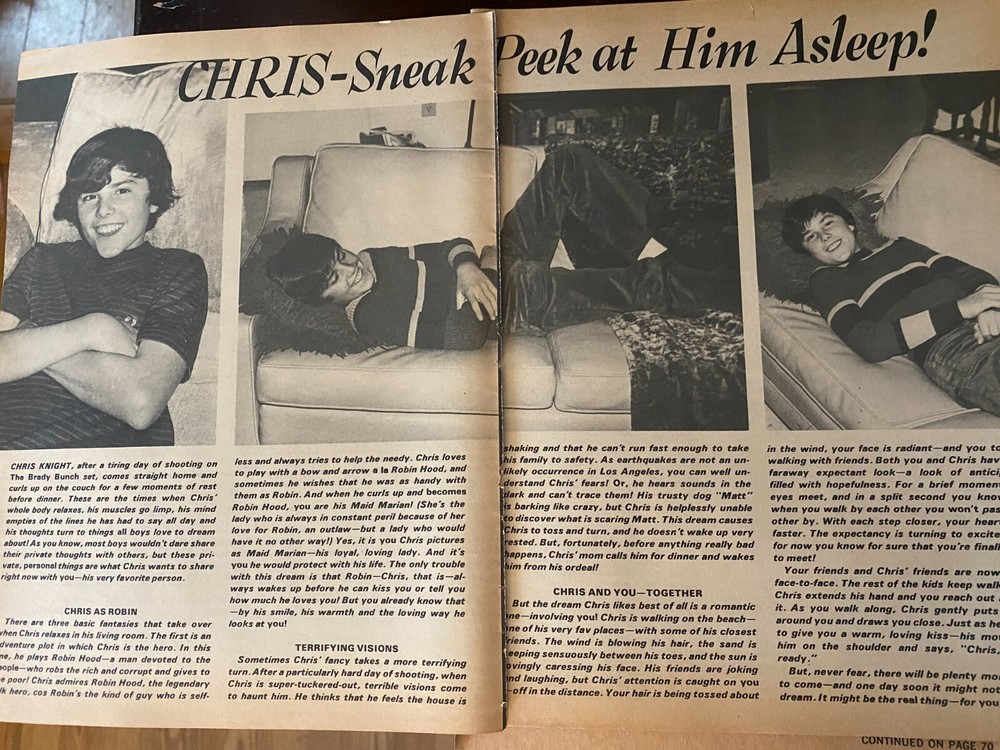 CHRIS-Sneak Peek at Him Asleep!
CHRIS KNIGHT, after a tiring day of shooting on
The Brady Bunch set, comes straight home and
curls up on the couch for a few moments of rest
before dinner. These are the times when Chris'
whole body relaxes, his muscles go limp, his mind
empties of the lines he has had to say all day and
his thoughts turn to things all boys love to dream
about! As you know, most boys wouldn't dare share
their private thoughts with others, but these pri-
vate, personal things are what Chris wants to share
right now with you—his very favorite person.
CHRIS AS ROBIN
There are three basic fantasies that take over
when Chris relaxes in his living room. The first is an
dventure plot in which Chris is the hero. In this
ne, he plays Robin Hood—a man devoted to the
eople—who robs the rich and corrupt and gives to
e poor! Chris admires Robin Hood, the legendary
lk hero, cos Robin's the kind of guy who is self-
less and always tries to help the needy. Chris loves
to play with a bow and arrow a la Robin Hood, and
sometimes he wishes that he was as handy with
them as Robin. And when he curls up and becomes
Robin Hood, you are his Maid Marian! (She's the
lady who is always in constant peril because of her
love for Robin, an outlaw—but a lady who would
have it no other way!) Yes, it is you Chris pictures
as Maid Marian—his loyal, loving lady. And it's
you he would protect with his life. The only trouble
with this dream is that Robin—Chris, that is—al-
ways wakes up before he can kiss you or tell you
how much he loves you! But you already know that
—by his smile, his warmth and the loving way he
looks at you!
TERRIFYING VISIONS
Sometimes Chris' fancy takes a more terrifying
turn. After a particularly hard day of shooting, when
Chris is super-tuckered-out, terrible visions come
to haunt him. He thinks that he feels the house is
shaking and that he can't run fast enough to take
his family to safety. As earthquakes are not an un-
likely occurrence in Los Angeles, you can well un-
derstand Chris' fears! Or, he hears sounds in the
dark and can't trace them! His trusty dog "Matt"
is barking like crazy, but Chris is helplessly unable
to discover what is scaring Matt. This dream causes
Chris to toss and turn, and he doesn't wake up very
rested. But, fortunately, before anything really bad
happens, Chris' mom calls him for dinner and wakes
him from his ordeal!
CHRIS AND YOU—TOGETHER
But the dream Chris likes best of all is a romantic
one—involving you! Chris is walking on the beach—
one of his very fav places—with some of his closest
friends. The wind is blowing his hair, the sand is
eeping sensuously between his toes, and the sun is
ovingly caressing his face. His friends are joking
and laughing, but Chris' attention is caught on you
—off in the distance. Your hair is being tossed about
in the wind, your face is radiant—and you to
walking with friends. Both you and Chris hav
faraway expectant look—a look of antici
filled with hopefulness. For a brief momen
eyes meet, and in a split second you know
when you walk by each other you won't pas
other by. With each step closer, your hear
faster. The expectancy is turning to excite
for now you know for sure that you're final
to meet!
Your friends and Chris' friends are now
face-to-face. The rest of the kids keep walk
Chris extends his hand and you reach out
it. As you walk along, Chris gently puts
around you and draws you close. Just as he
to give you a warm, loving kiss—his mo
him on the shoulder and says, "Chris,
ready."
But, never fear, there will be plenty mo
to come—and one day soon it might not
dream. It might be the real thing—for you
CONTINUED ON PAGE 70